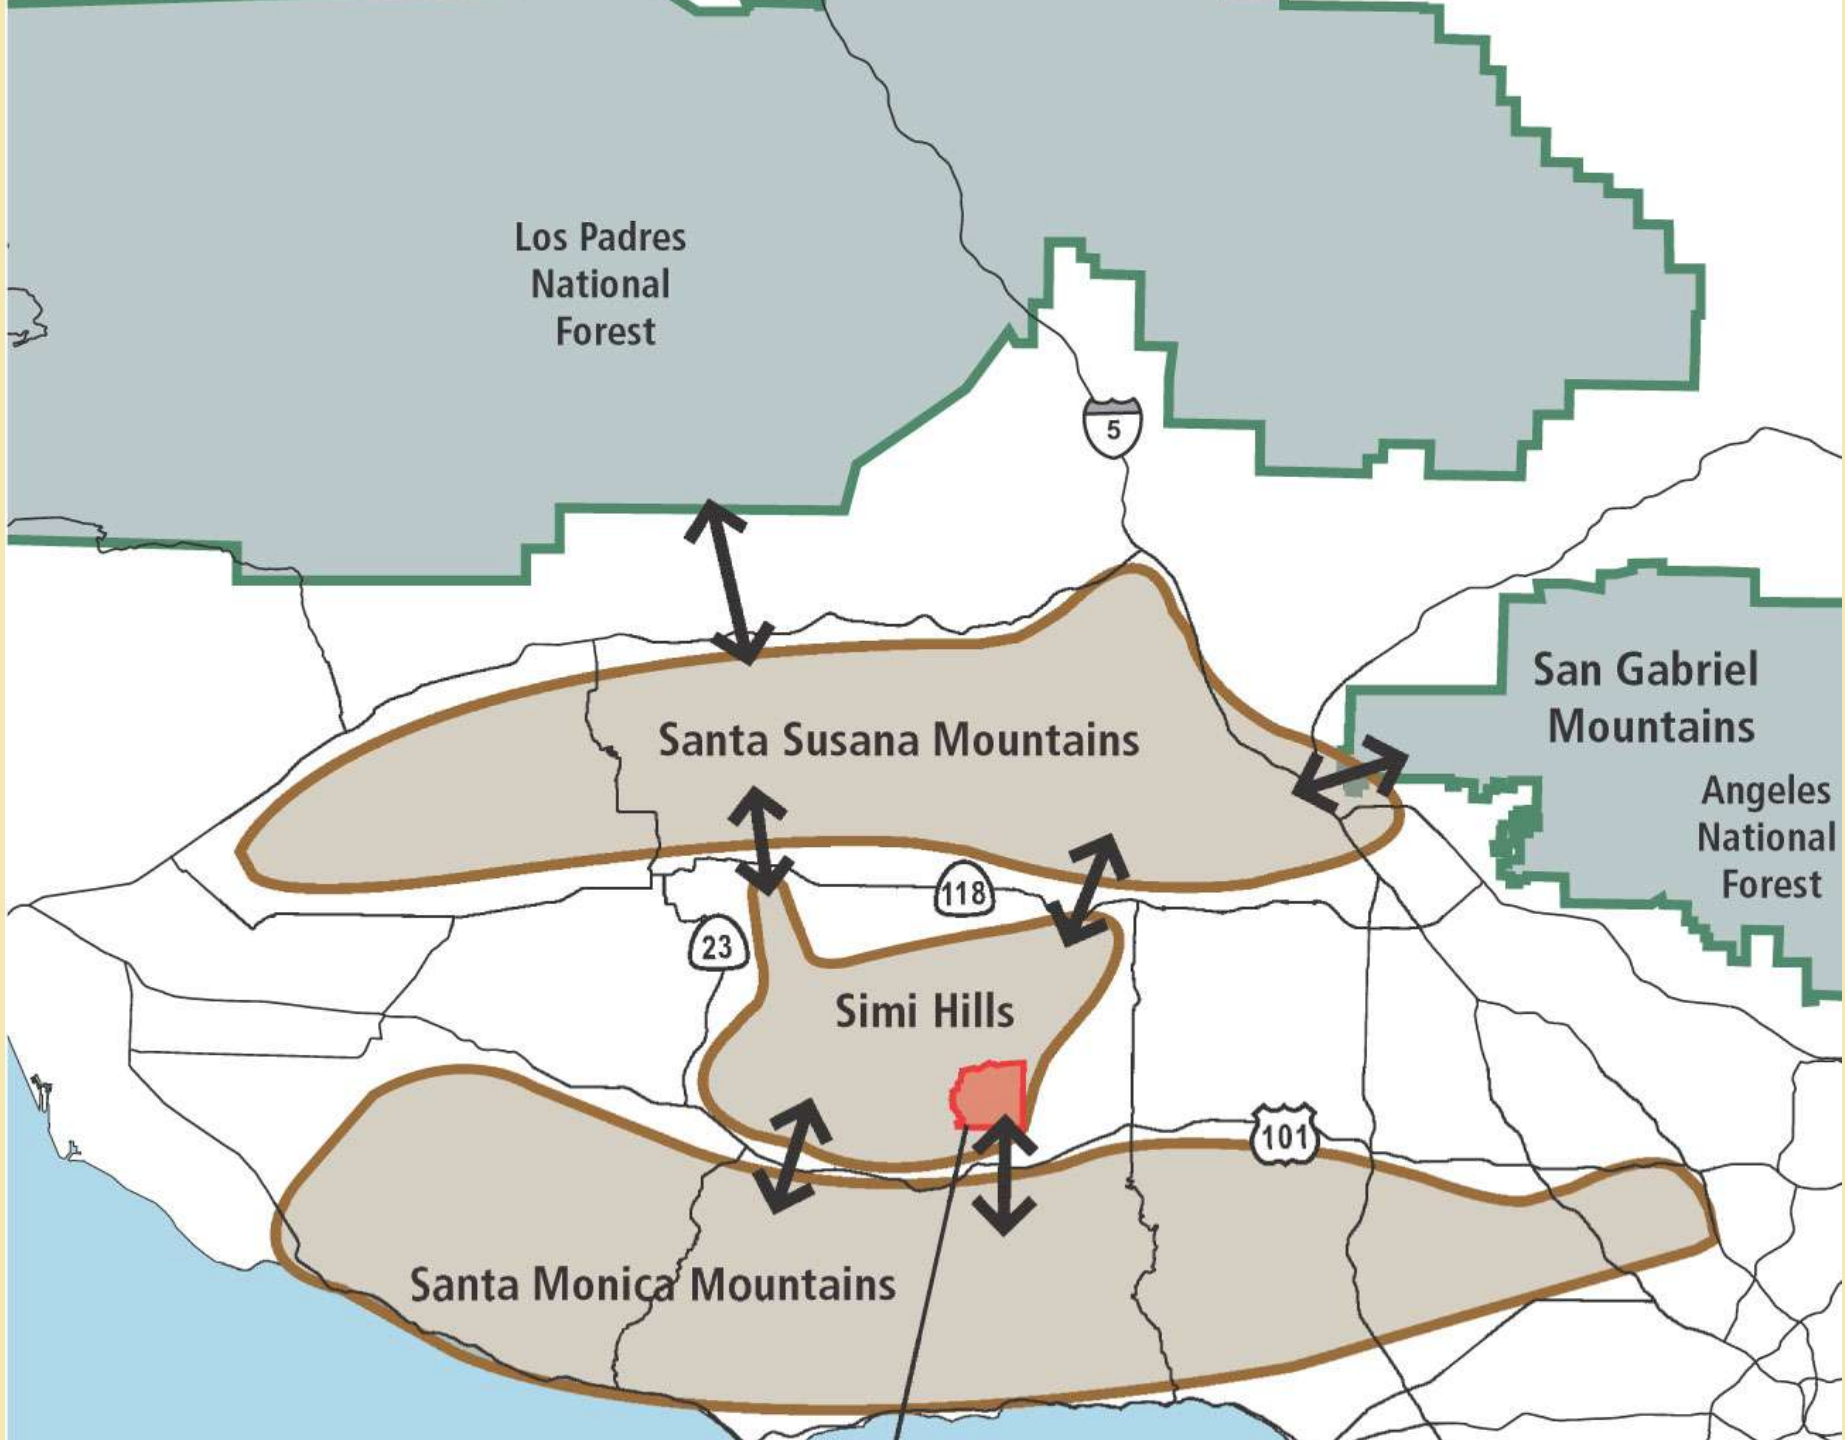 Los Padres
National
Forest
5
San Gabriel
Mountains
Santa Susana Mountains
Angeles
National
Forest
118
23
Simi Hills
101
Santa Monica Mountains